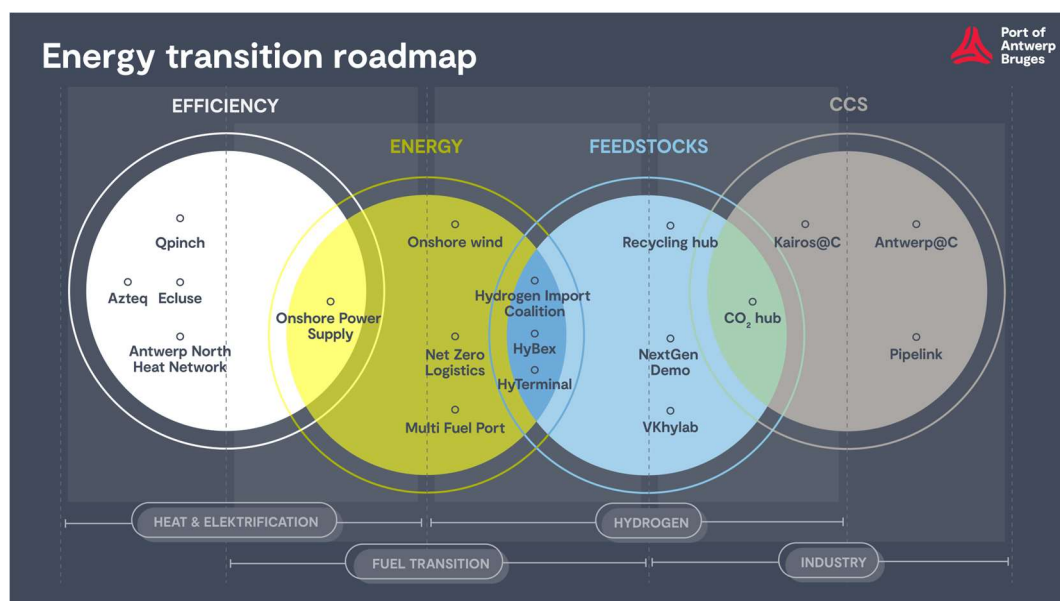 Energy transition roadmap
Port of
Antwerp
Bruges
EFFICIENCY
CCS
ENERGY
FEEDSTOCKS
Qpinch
Azteq
Ecluse
Antwerp North
Heat Network
Onshore Power
Supply
Onshore wind
Net Zero
Logistics
Multi Fuel Port
Hydrogen Import
Coalition
HyBex
HyTerminal
Recycling hub
NextGen
Demo
VKhylab
CO₂ hub
Kairos@C
Antwerp@C
Pipelink
HEAT & ELEKTRIFICATION
HYDROGEN
FUEL TRANSITION
INDUSTRY